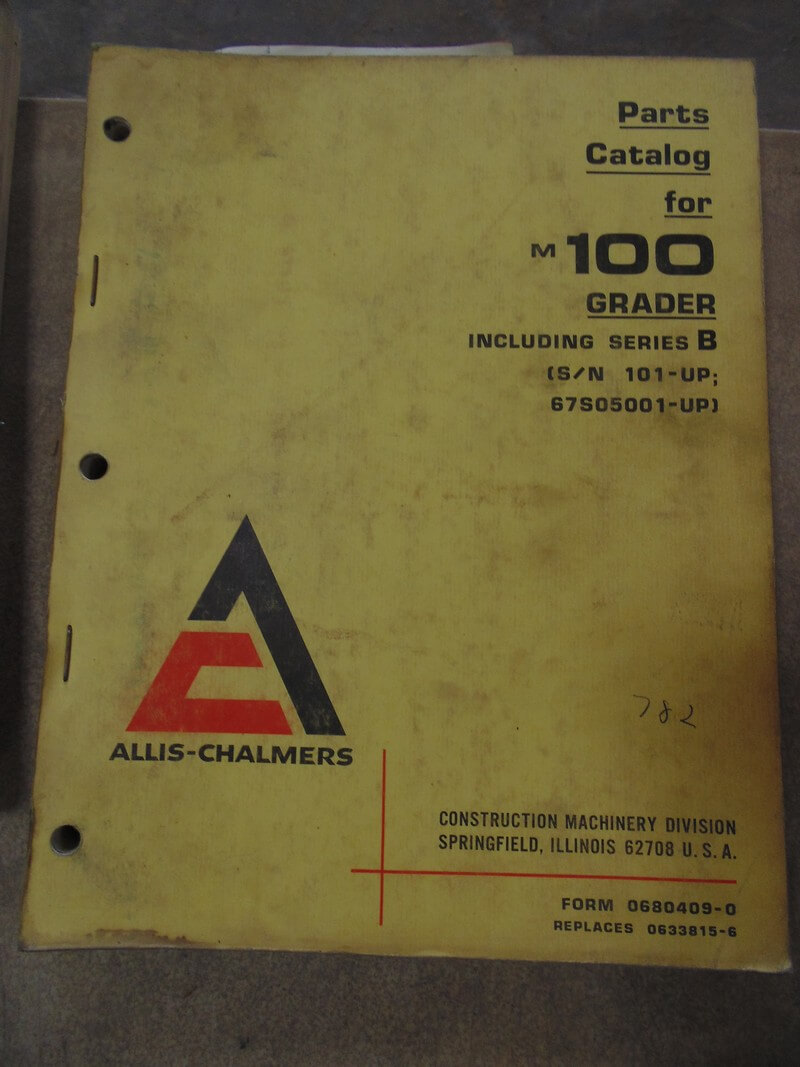 Parts
Catalog
for
M 100
GRADER
INCLUDING SERIES B
(S/N 101-UP;
67S05001-UP)
ALLIS-CHALMERS
782
CONSTRUCTION MACHINERY DIVISION
SPRINGFIELD, ILLINOIS 62708 U. S. A.
FORM 0680409-0
REPLACES 0633815-6